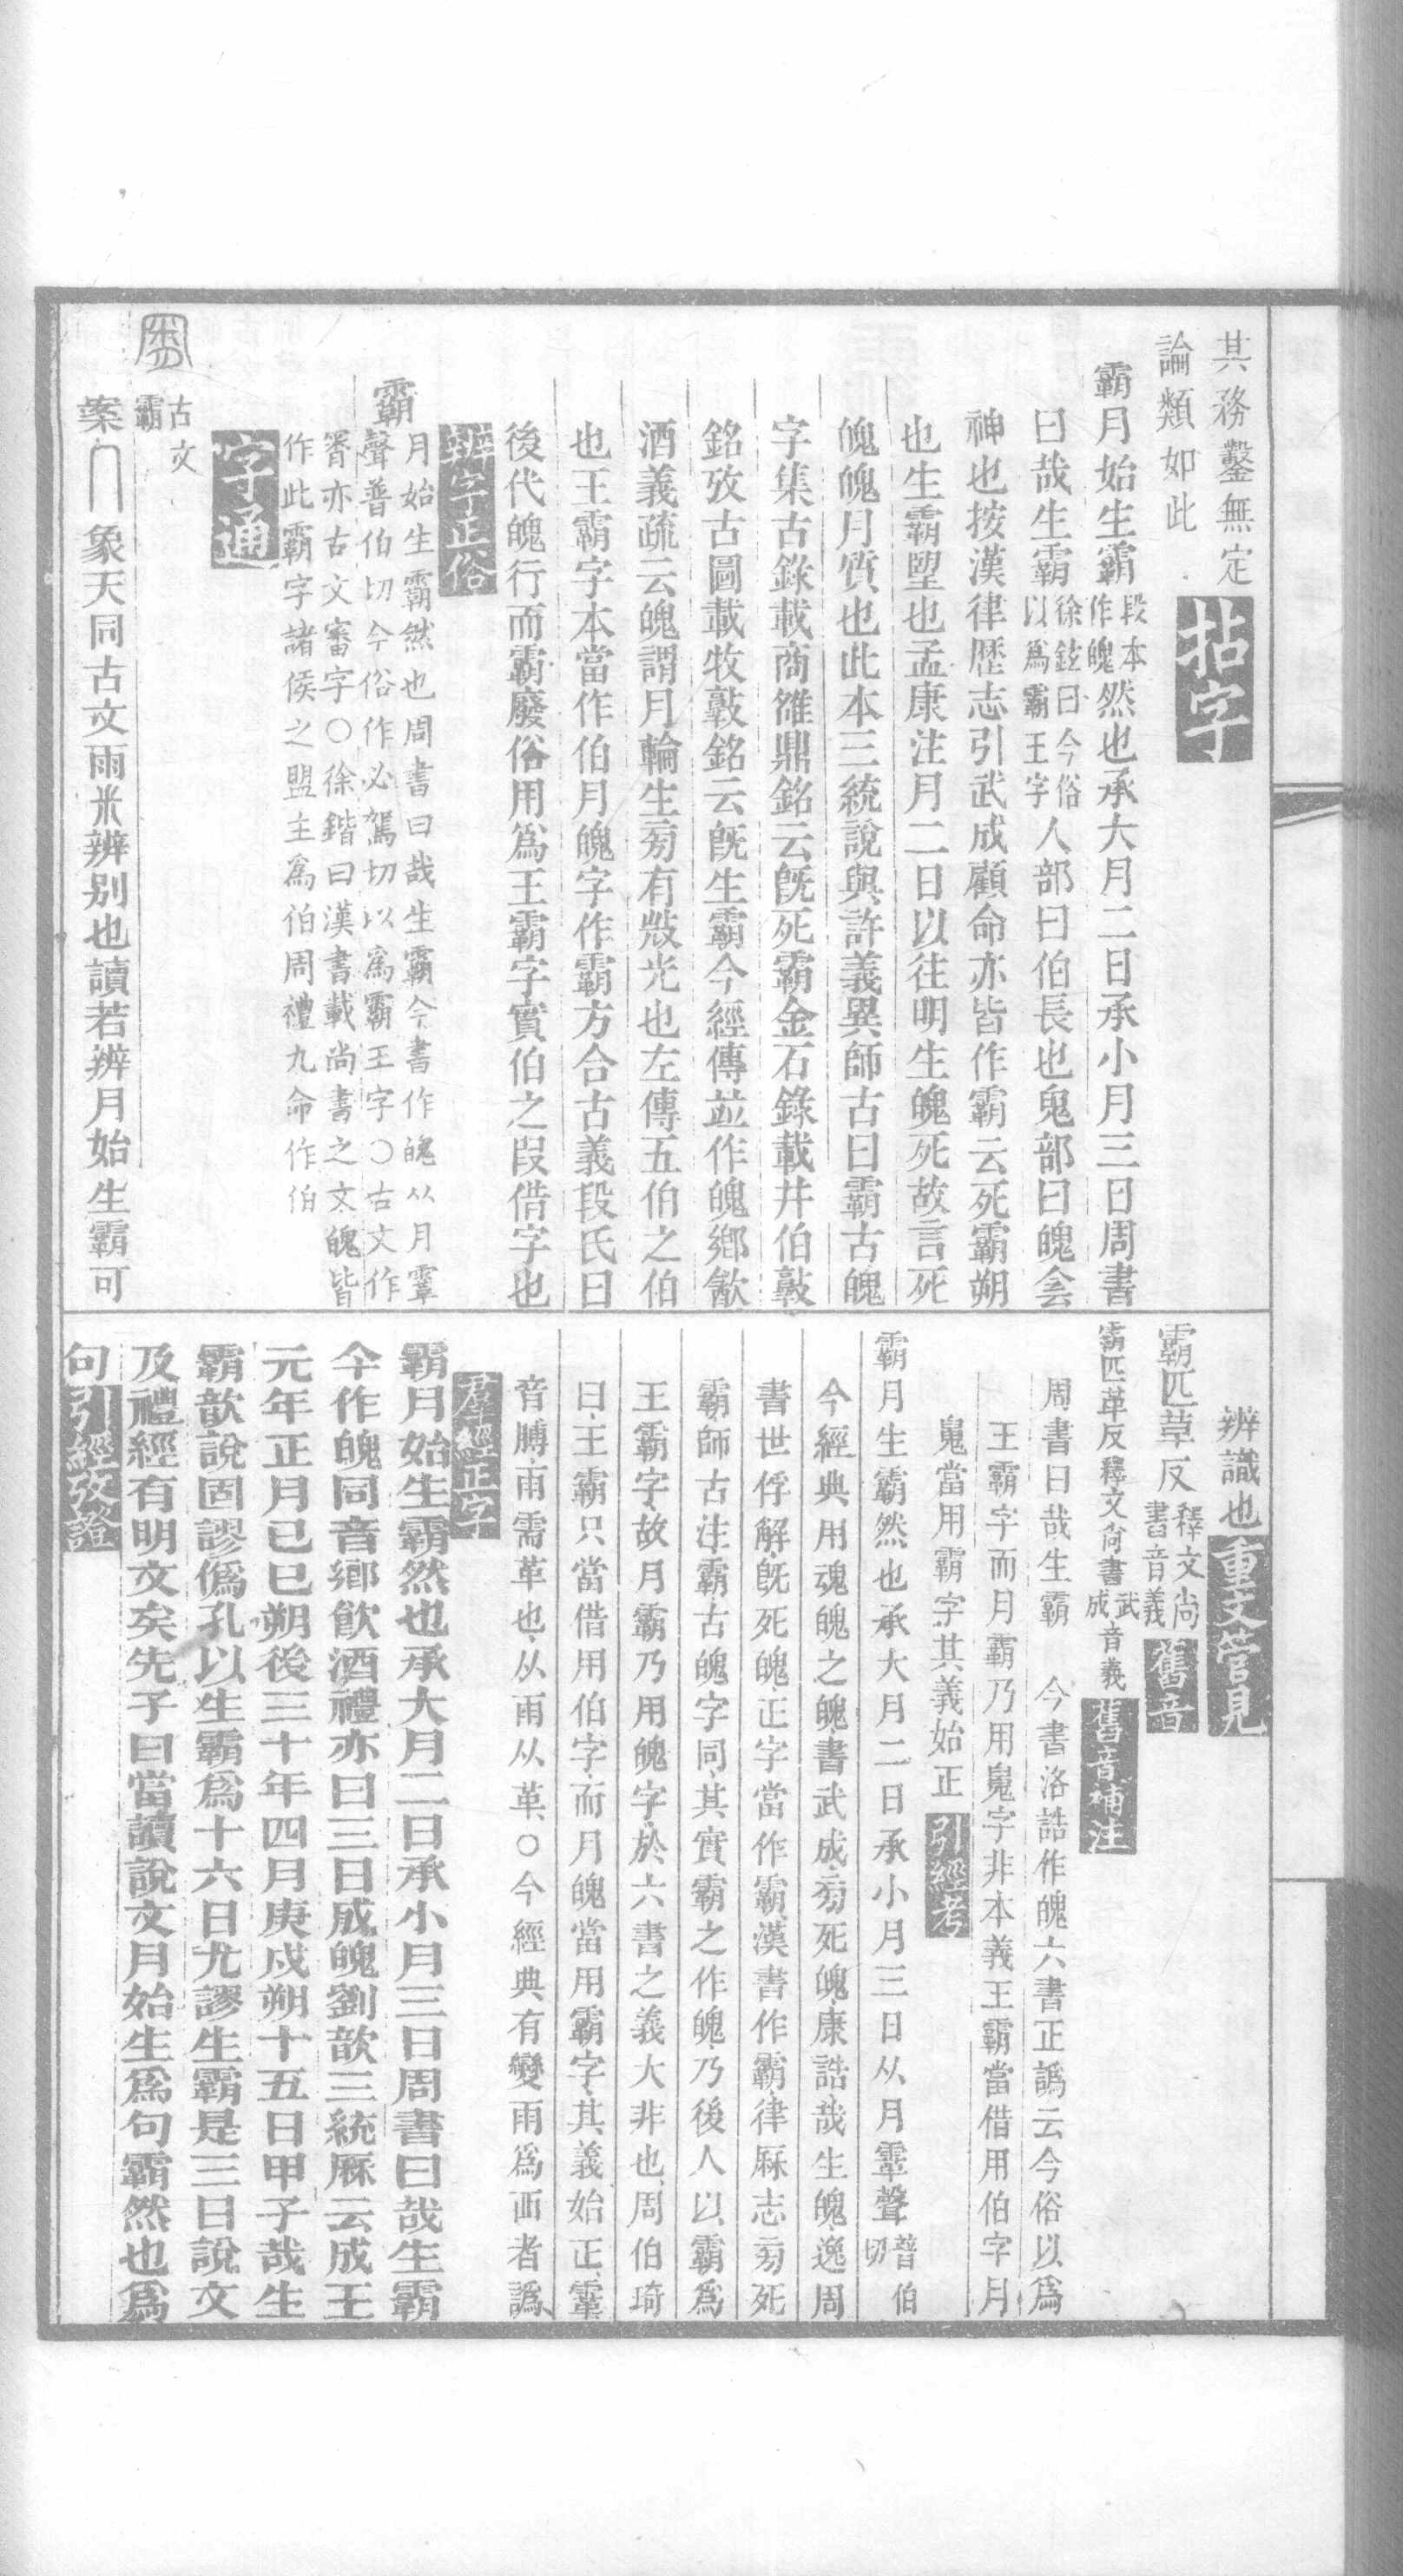 其務鑿無定
論類如此
拈字
霸月始生霸段本作魄然也承大月二日承小月三日周書
曰哉生霸徐鉉曰今俗以爲霸王字人部曰伯長也鬼部曰魄会
神也按漢律歷志引武成顧命亦皆作霸云死霸朔
也生霸朢也孟康注月二日以往明生魄死故言死
魄魄月質也此本三統說與許義異師古曰霸古魄
字集古錄載商雒鼎銘云旣死霸金石錄載井伯敦
銘攷古圖載牧敦銘云旣生霸今經傳並作魄鄉飮
酒義疏云魄謂月輪生㫄有㷀光也左傳五伯之伯
也王霸字本當作伯月魄字作霸方合古義段氏曰
後代魄行而霸廢俗用爲王霸字實伯之叚借字也
辨字正俗
霸月始生霸然也周書曰哉生霸今書作魄从月䨣
聲普伯切今俗作必駕切以爲霸王字〇古文作
胥亦古文審字〇徐鍇曰漢書載尚書之文魄皆
作此霸字諸侯之盟主爲伯周禮九命作伯
字通
古文霸
案象天同古文雨釆辨別也讀若辨月始生霸可
辨識也
重文管見
霸匹革反釋文尚書音義
舊音
霸匹革反釋文尚書武成音義
舊音補注
周書曰哉生霸 今書洛誥作魄六書正譌云今俗以爲
王霸字而月霸乃用鬼字非本義王霸當借用伯字月
鬼當用霸字其義始正
引經考
霸月生霸然也承大月二日承小月三日从月䨣聲普伯切
今經典用魂魄之魄書武成㫄死魄康誥哉生魄逸周
書世俘解旣死魄正字當作霸漢書作霸律厤志㫄死
霸師古注霸古魄字同其實霸之作魄乃後人以霸爲
王霸字故月霸乃用魄字於六書之義大非也周伯琦
曰王霸只當借用伯字而月魄當用霸字其義始正䨣
音膊雨需革也从雨从革〇今經典有變雨爲西者譌
羣經正字
霸月始生霸然也承大月二日承小月三日周書曰哉生霸
今作魄同音鄉飮酒禮亦曰三日成魄劉歆三統厤云成王
元年正月己巳朔後三十年四月庚戌朔十五日甲子哉生
霸歆說固謬僞孔以生霸爲十六日尤謬生霸是三日說文
及禮經有明文矣先子曰當讀說文月始生爲句霸然也爲
句
引經攷證